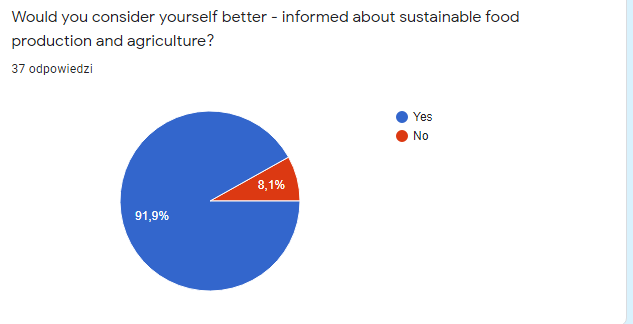 Would you consider yourself better - informed about sustainable food
production and agriculture?
37 odpowiedzi
Yes
No
8,1%
91,9%